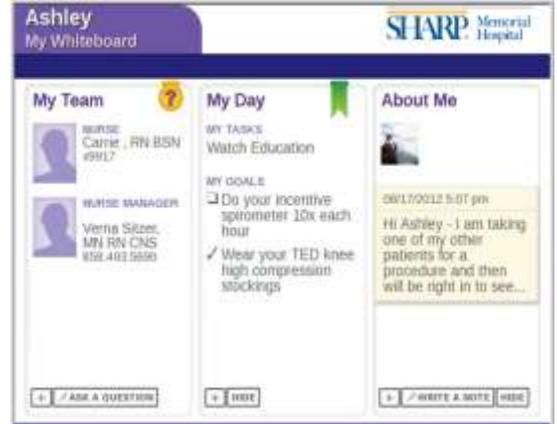 Ashley
My Whiteboard
SHARP Memorial
Hospital
My Team
?
NURSE
Carrie , RN BSN
#9917
NURSE MANAGER
Verna Sitzer,
MN RN CNS
+
ASK A QUESTION
My Day
MY TASKS
Watch Education
MY GOALS
Do your incentive
spirometer 10x each
hour
Wear your TED knee
high compression
stockings
+
HIDE
About Me
08/17/2012 5:07 pm
Hi Ashley - I am taking
one of my other
patients for a
procedure and then
will be right in to see...
+
WRITE A NOTE
HIDE